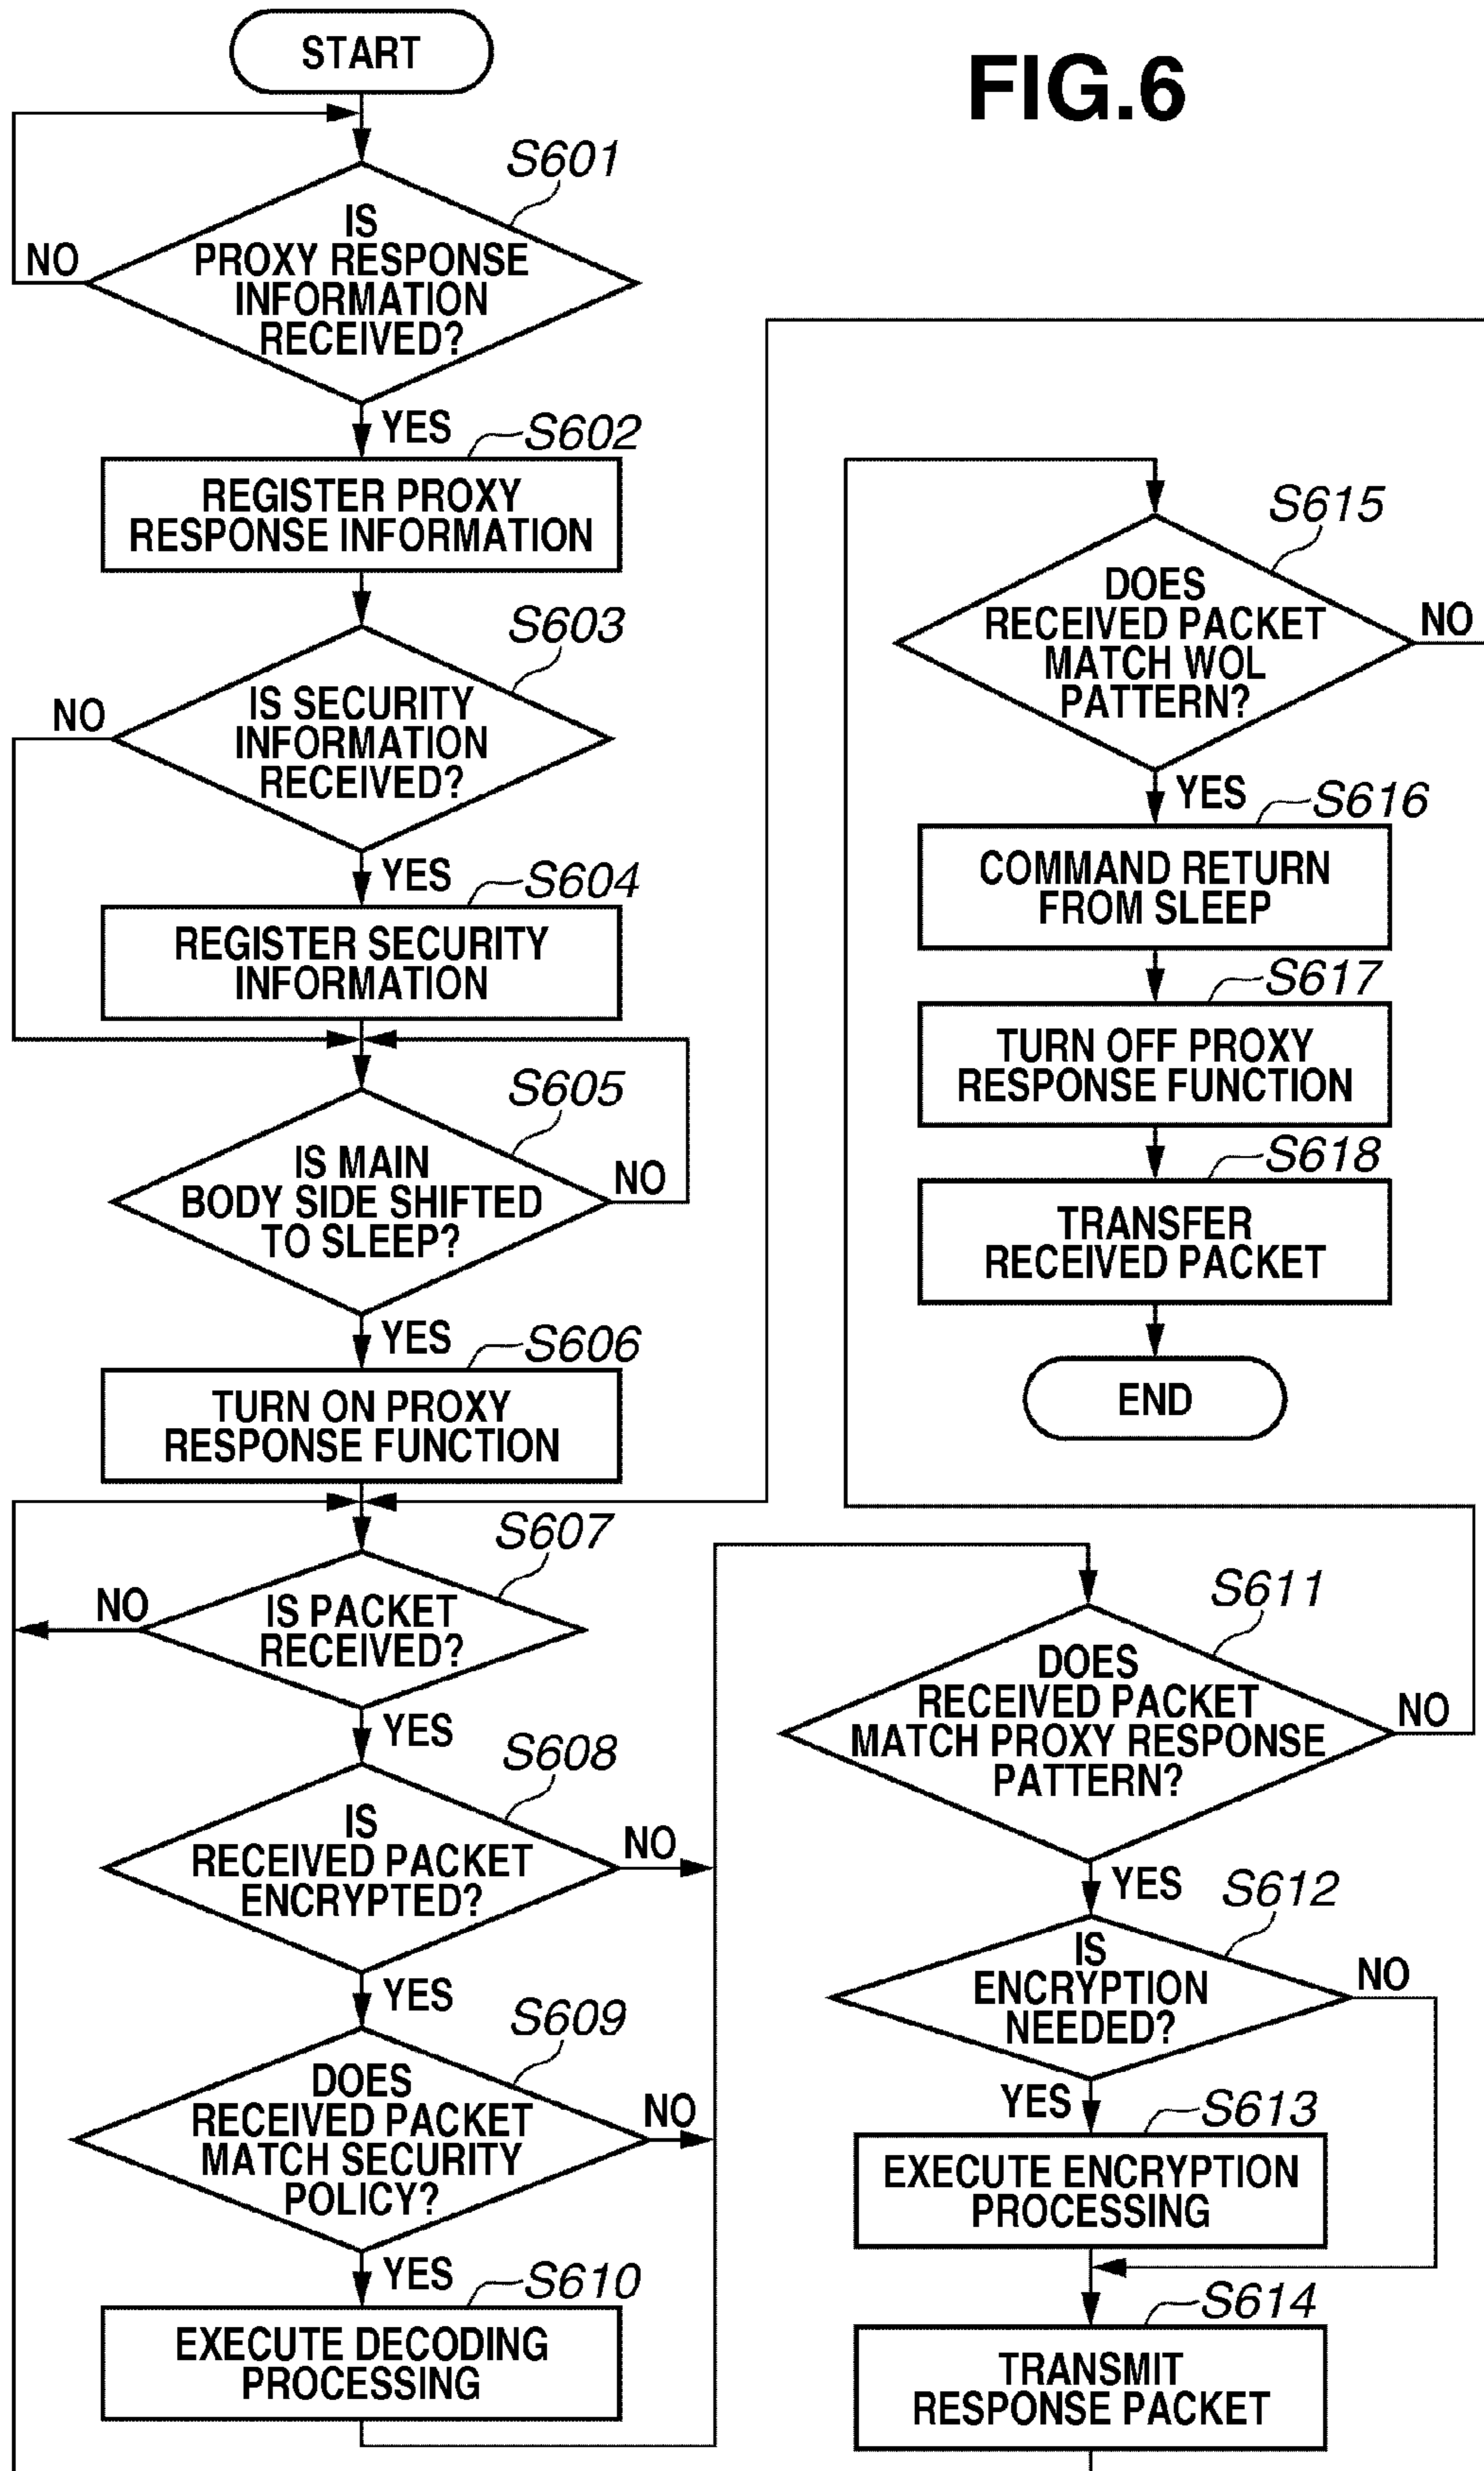 FIG.6
START
S601
IS
PROXY RESPONSE
INFORMATION
RECEIVED?
NO
YES
S602
REGISTER PROXY
RESPONSE INFORMATION
S603
IS SECURITY
INFORMATION
RECEIVED?
NO
YES
S604
REGISTER SECURITY
INFORMATION
S605
IS MAIN
BODY SIDE SHIFTED
TO SLEEP?
NO
YES
S606
TURN ON PROXY
RESPONSE FUNCTION
S607
IS PACKET
RECEIVED?
NO
YES
S608
IS
RECEIVED PACKET
ENCRYPTED?
NO
YES
S609
DOES
RECEIVED PACKET
MATCH SECURITY
POLICY?
NO
YES
S610
EXECUTE DECODING
PROCESSING
S611
DOES
RECEIVED PACKET
MATCH PROXY RESPONSE
PATTERN?
NO
YES
S612
IS
ENCRYPTION
NEEDED?
NO
YES
S613
EXECUTE ENCRYPTION
PROCESSING
S614
TRANSMIT
RESPONSE PACKET
S615
DOES
RECEIVED PACKET
MATCH WOL
PATTERN?
NO
YES
S616
COMMAND RETURN
FROM SLEEP
S617
TURN OFF PROXY
RESPONSE FUNCTION
S618
TRANSFER
RECEIVED PACKET
END